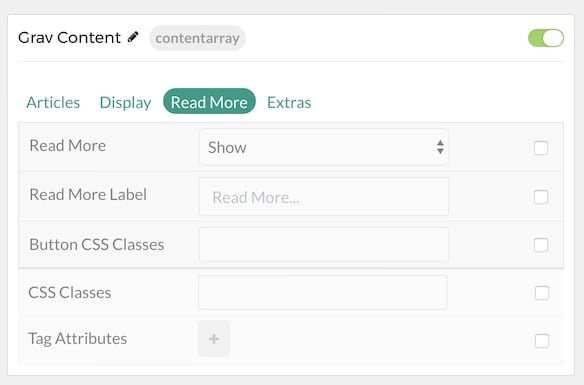 Grav Content contentarray
Articles Display Read More Extras
Read More Show
Read More Label Read More...
Button CSS Classes
CSS Classes
Tag Attributes +